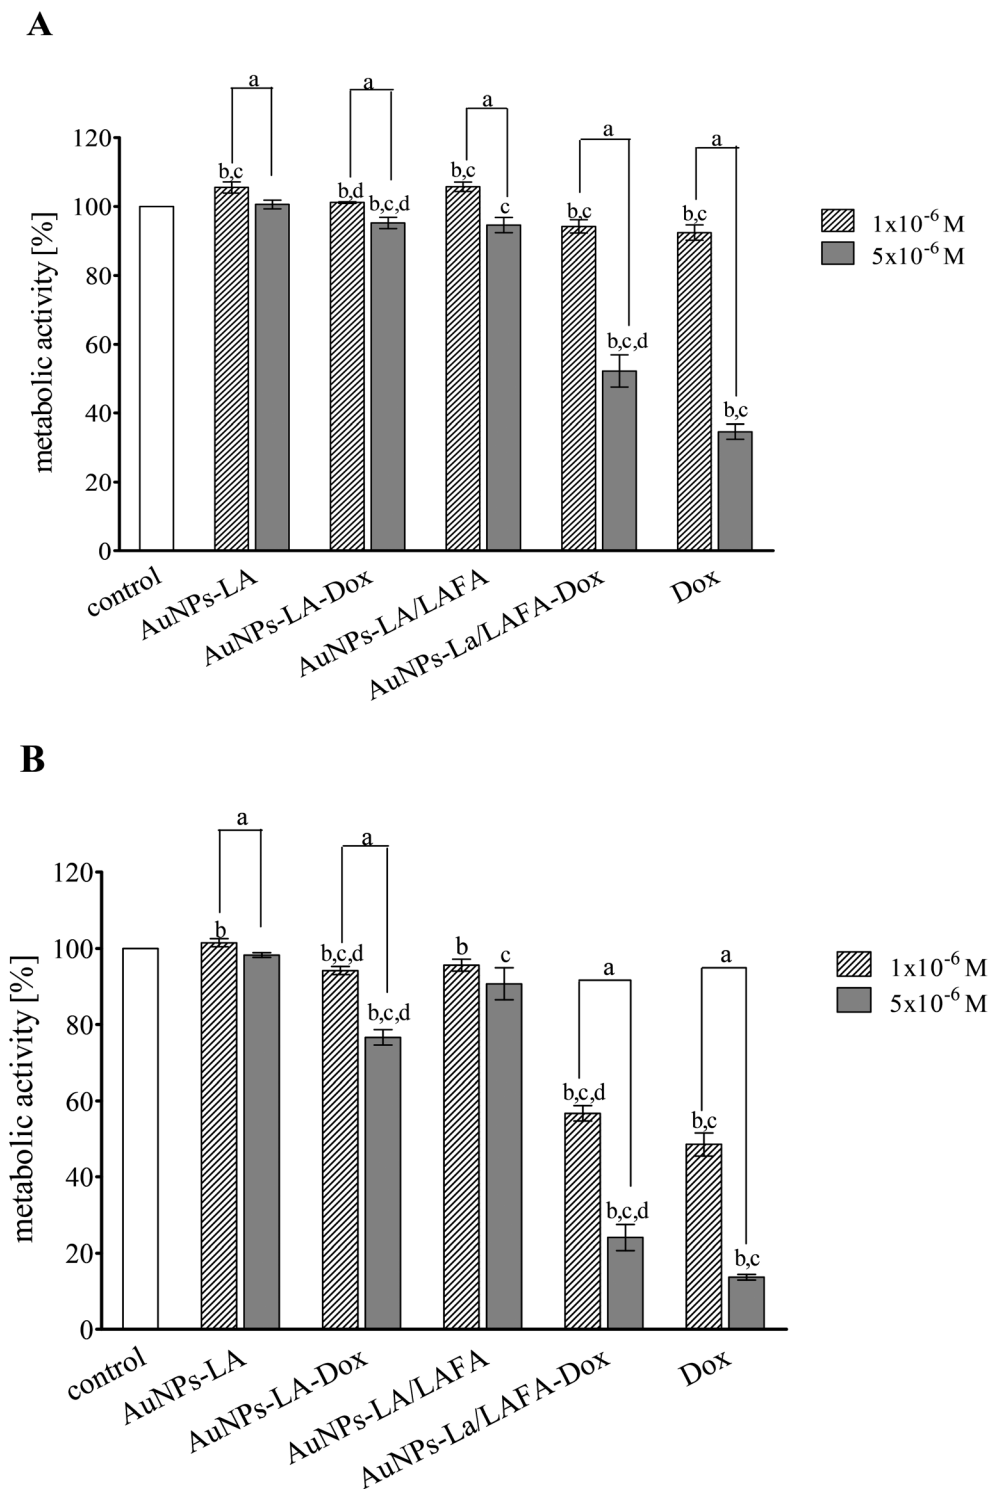 A
a
a
a
a
a
120
100
80
60
40
20
0
metabolic activity [%]
b,c
b,d
b,c,d
b,c
c
b,c
b,c,d
b,c
b,c
1x10⁻⁶ M
5x10⁻⁶ M
control
AuNPs-LA
AuNPs-LA-Dox
AuNPs-LA/LAFA
AuNPs-La/LAFA-Dox
Dox
B
a
a
a
a
120
100
80
60
40
20
0
metabolic activity [%]
b
b,c,d
b,c,d
b
c
b,c,d
b,c,d
b,c
b,c
1x10⁻⁶ M
5x10⁻⁶ M
control
AuNPs-LA
AuNPs-LA-Dox
AuNPs-LA/LAFA
AuNPs-La/LAFA-Dox
Dox